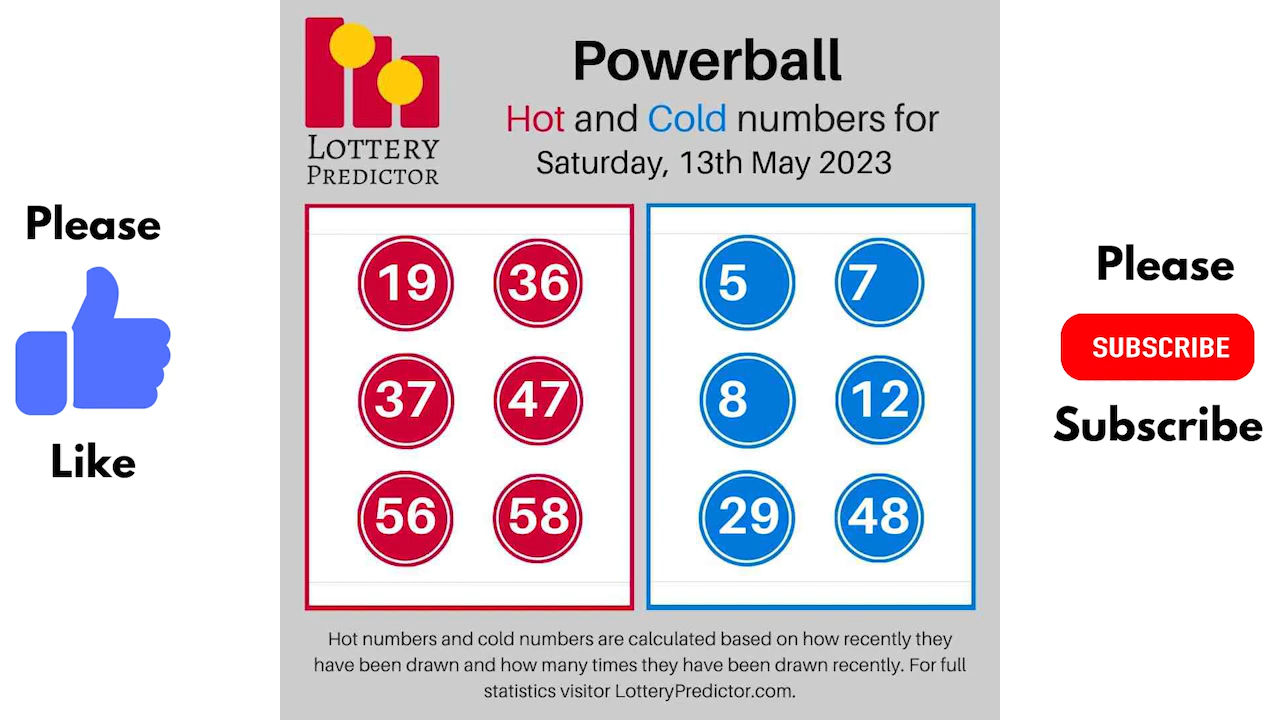 Powerball
Hot and Cold numbers for
Saturday, 13th May 2023
LOTTERY
PREDICTOR
Please
Like
19 36
37 47
56 58
5 7
8 12
29 48
Please
SUBSCRIBE
Subscribe
Hot numbers and cold numbers are calculated based on how recently they
have been drawn and how many times they have been drawn recently. For full
statistics visitor LotteryPredictor.com.